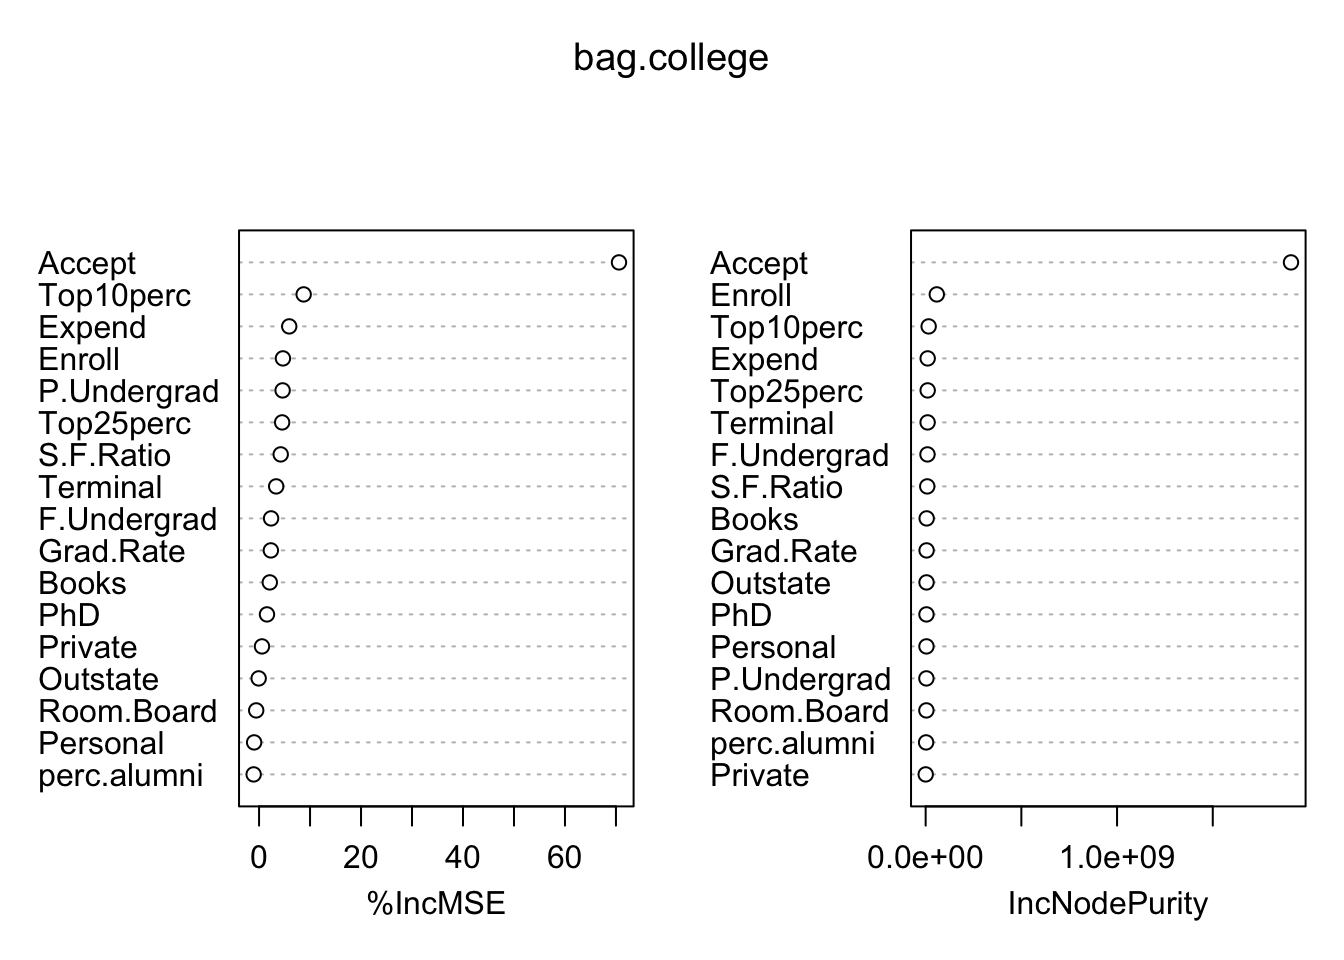 bag.college
Accept
Top10perc
Expend
Enroll
P.Undergrad
Top25perc
S.F.Ratio
Terminal
F.Undergrad
Grad.Rate
Books
PhD
Private
Outstate
Room.Board
Personal
perc.alumni
0 20 40 60
%IncMSE
Accept
Enroll
Top10perc
Expend
Top25perc
Terminal
F.Undergrad
S.F.Ratio
Books
Grad.Rate
Outstate
PhD
Personal
P.Undergrad
Room.Board
perc.alumni
Private
0.0e+00 1.0e+09
IncNodePurity